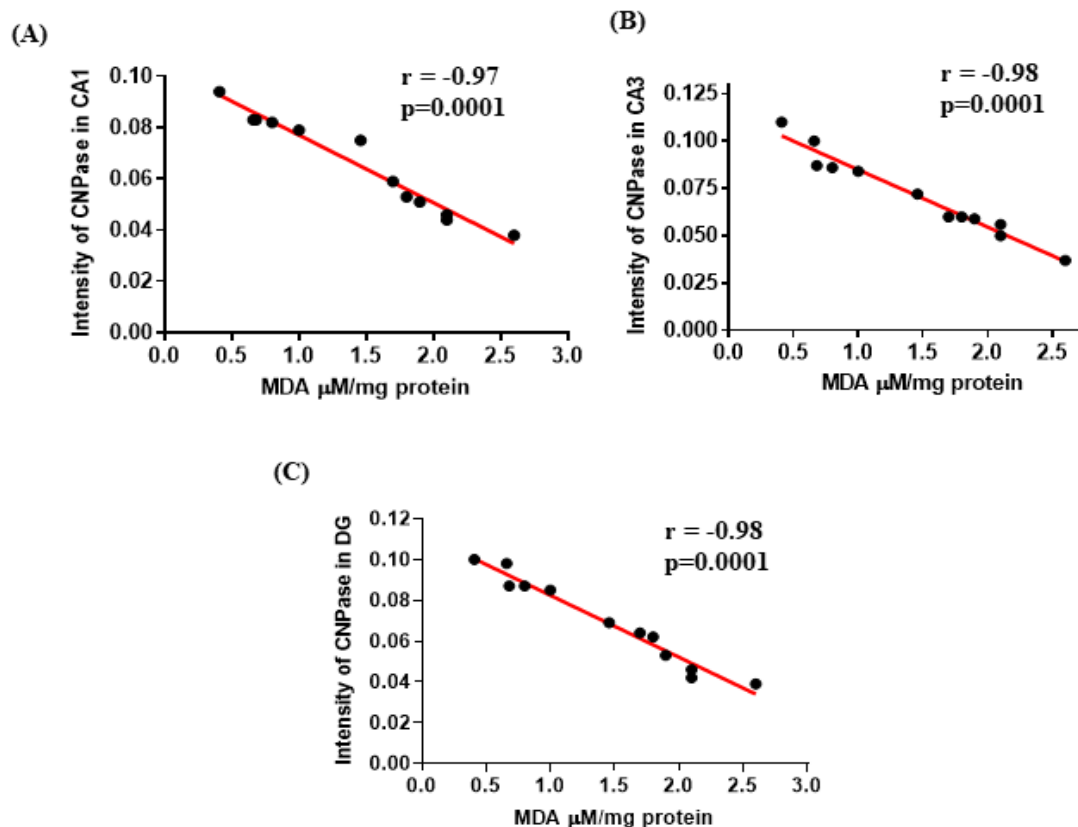 (A)
r = -0.97
p=0.0001
Intensity of CNPase in CA1
0.10
0.08
0.06
0.04
0.02
0.00
0.0 0.5 1.0 1.5 2.0 2.5 3.0
MDA μM/mg protein
(B)
r = -0.98
p=0.0001
Intensity of CNPase in CA3
0.125
0.100
0.075
0.050
0.025
0.000
0.0 0.5 1.0 1.5 2.0 2.5
MDA μM/mg protein
(C)
r = -0.98
p=0.0001
Intensity of CNPase in DG
0.12
0.10
0.08
0.06
0.04
0.02
0.00
0.0 0.5 1.0 1.5 2.0 2.5 3.0
MDA μM/mg protein